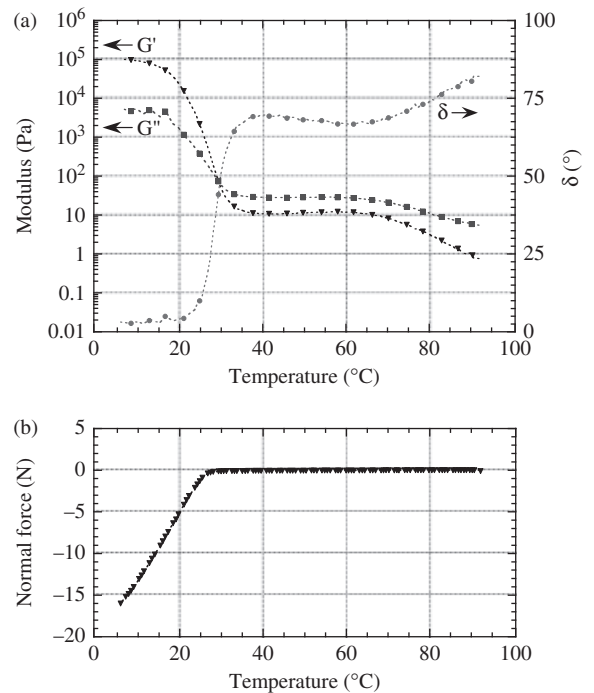 (a)
10⁵
10⁴
10³
10²
10
1
0.1
0.01
Modulus (Pa)
G'
G''
δ
100
75
50
25
0
δ (°)
0 20 40 60 80 100
Temperature (°C)
(b)
5
0
−5
−10
−15
−20
Normal force (N)
0 20 40 60 80 100
Temperature (°C)